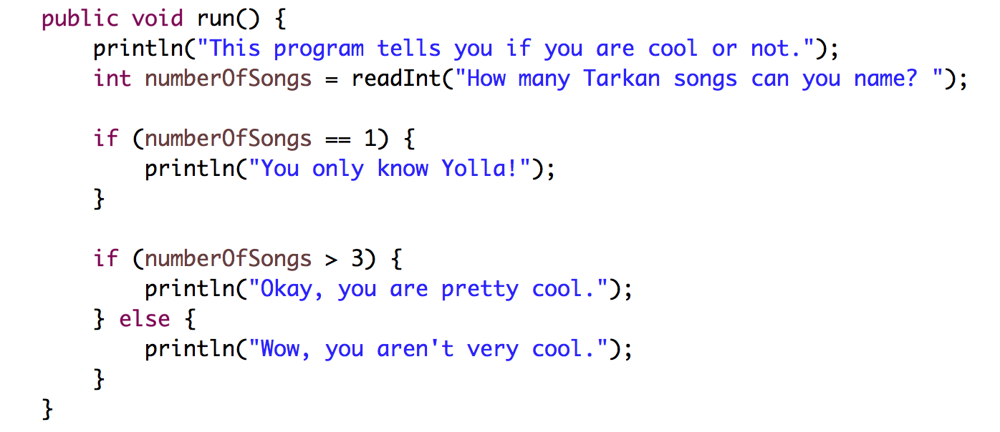 public void run() {
    println("This program tells you if you are cool or not.");
    int numberOfSongs = readInt("How many Tarkan songs can you name? ");

    if (numberOfSongs == 1) {
        println("You only know Yolla!");
    }

    if (numberOfSongs > 3) {
        println("Okay, you are pretty cool.");
    } else {
        println("Wow, you aren't very cool.");
    }
}